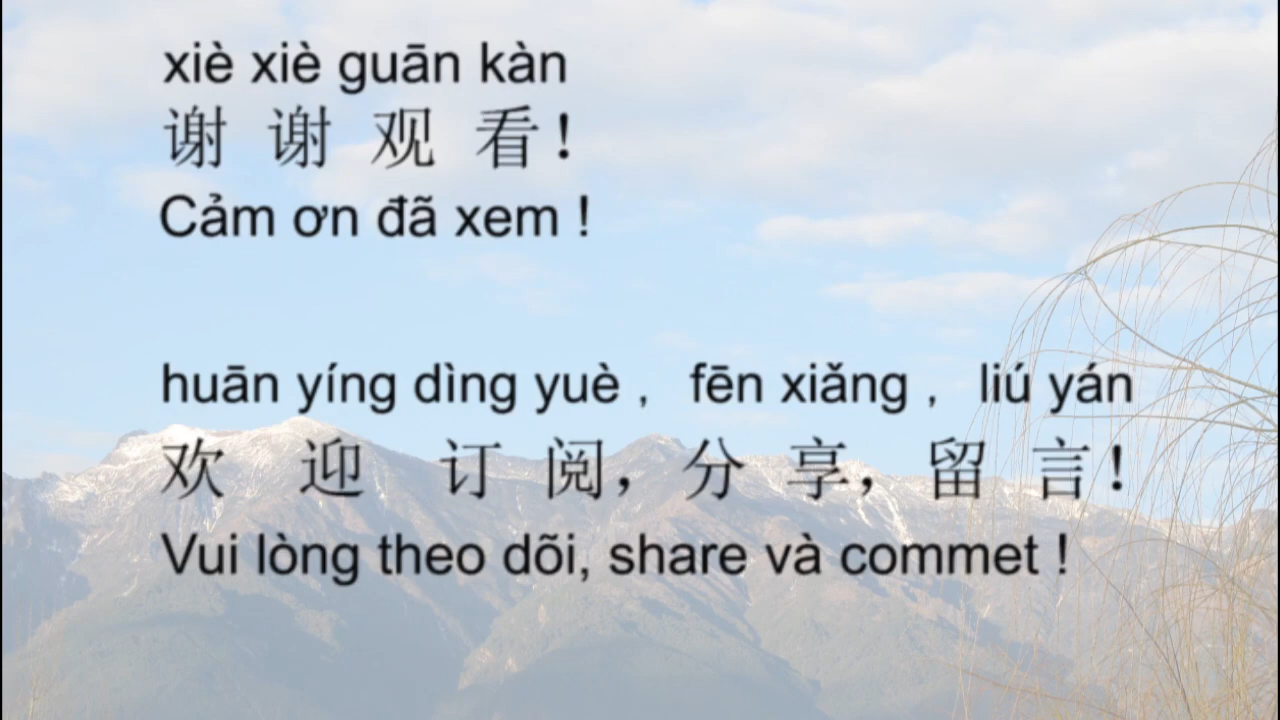 xiè xiè guān kàn
谢 谢 观 看！
Cảm ơn đã xem !
huān yíng dìng yuè， fēn xiǎng， liú yán
欢 迎 订 阅，分 享，留 言！
Vui lòng theo dõi, share và commet !